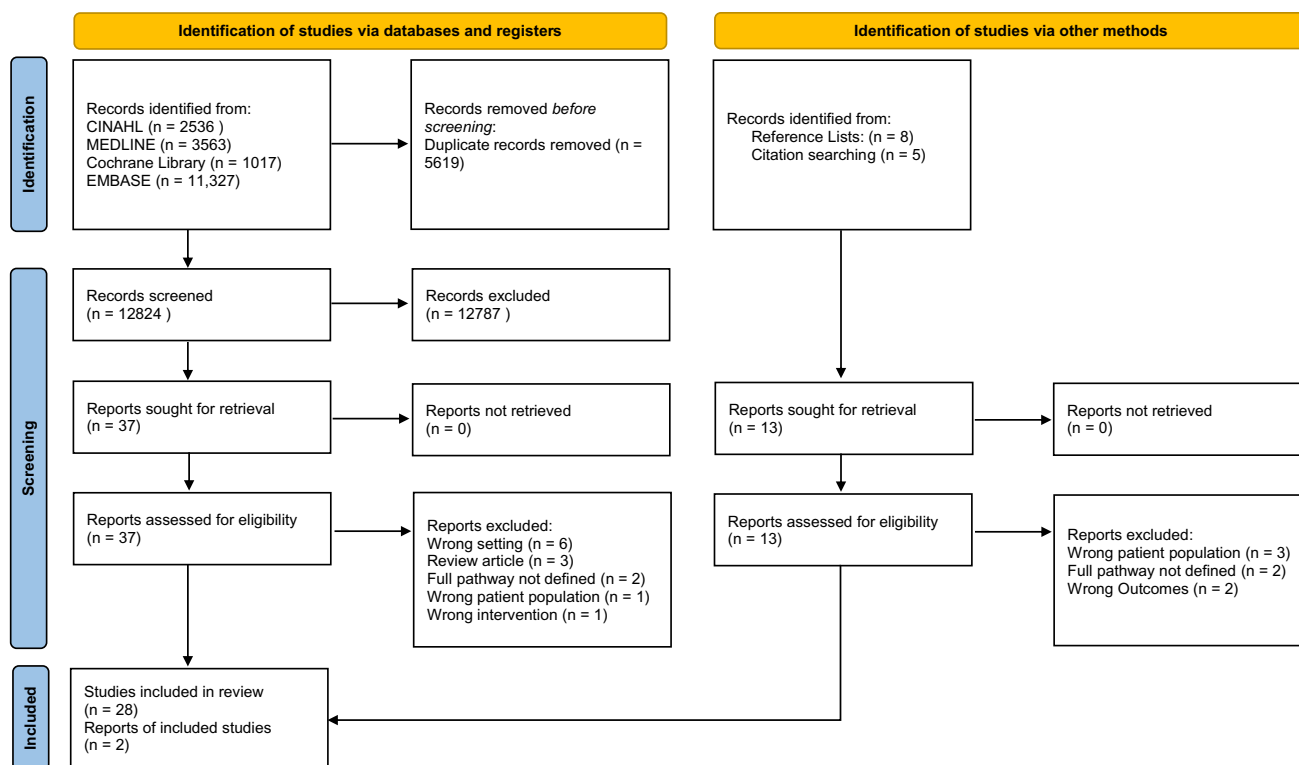 Identification of studies via databases and registers
Identification of studies via other methods
Identification
Records identified from:
CINAHL (n = 2536 )
MEDLINE (n = 3563)
Cochrane Library (n = 1017)
EMBASE (n = 11,327)
Records removed before
screening:
Duplicate records removed (n =
5619)
Records identified from:
Reference Lists: (n = 8)
Citation searching (n = 5)
Screening
Records screened
(n = 12824 )
Records excluded
(n = 12787 )
Reports sought for retrieval
(n = 37)
Reports not retrieved
(n = 0)
Reports sought for retrieval
(n = 13)
Reports not retrieved
(n = 0)
Reports assessed for eligibility
(n = 37)
Reports excluded:
Wrong setting (n = 6)
Review article (n = 3)
Full pathway not defined (n = 2)
Wrong patient population (n = 1)
Wrong intervention (n = 1)
Reports assessed for eligibility
(n = 13)
Reports excluded:
Wrong patient population (n = 3)
Full pathway not defined (n = 2)
Wrong Outcomes (n = 2)
Included
Studies included in review
(n = 28)
Reports of included studies
(n = 2)